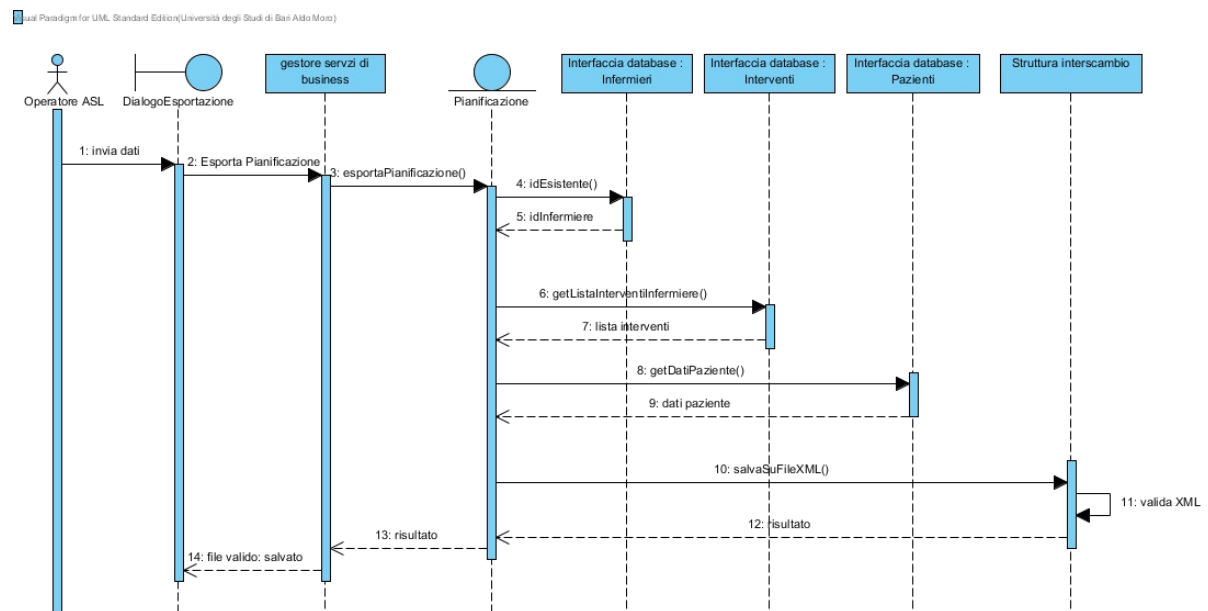 Visual Paradigm for UML Standard Edition(Università degli Studi di Bari Aldo Moro)
Operatore ASL
DialogoEsportazione
gestore servzi di
business
Pianificazione
Interfaccia database :
Infermieri
Interfaccia database :
Interventi
Interfaccia database :
Pazienti
Struttura interscambio
1: invia dati
2: Esporta Pianificazione
3: esportaPianificazione()
4: idEsistente()
5: idInfermiere
6: getListaInterventiInfermiere()
7: lista interventi
8: getDatiPaziente()
9: dati paziente
10: salvaSuFileXML()
11: valida XML
12: risultato
13: risultato
14: file valido: salvato